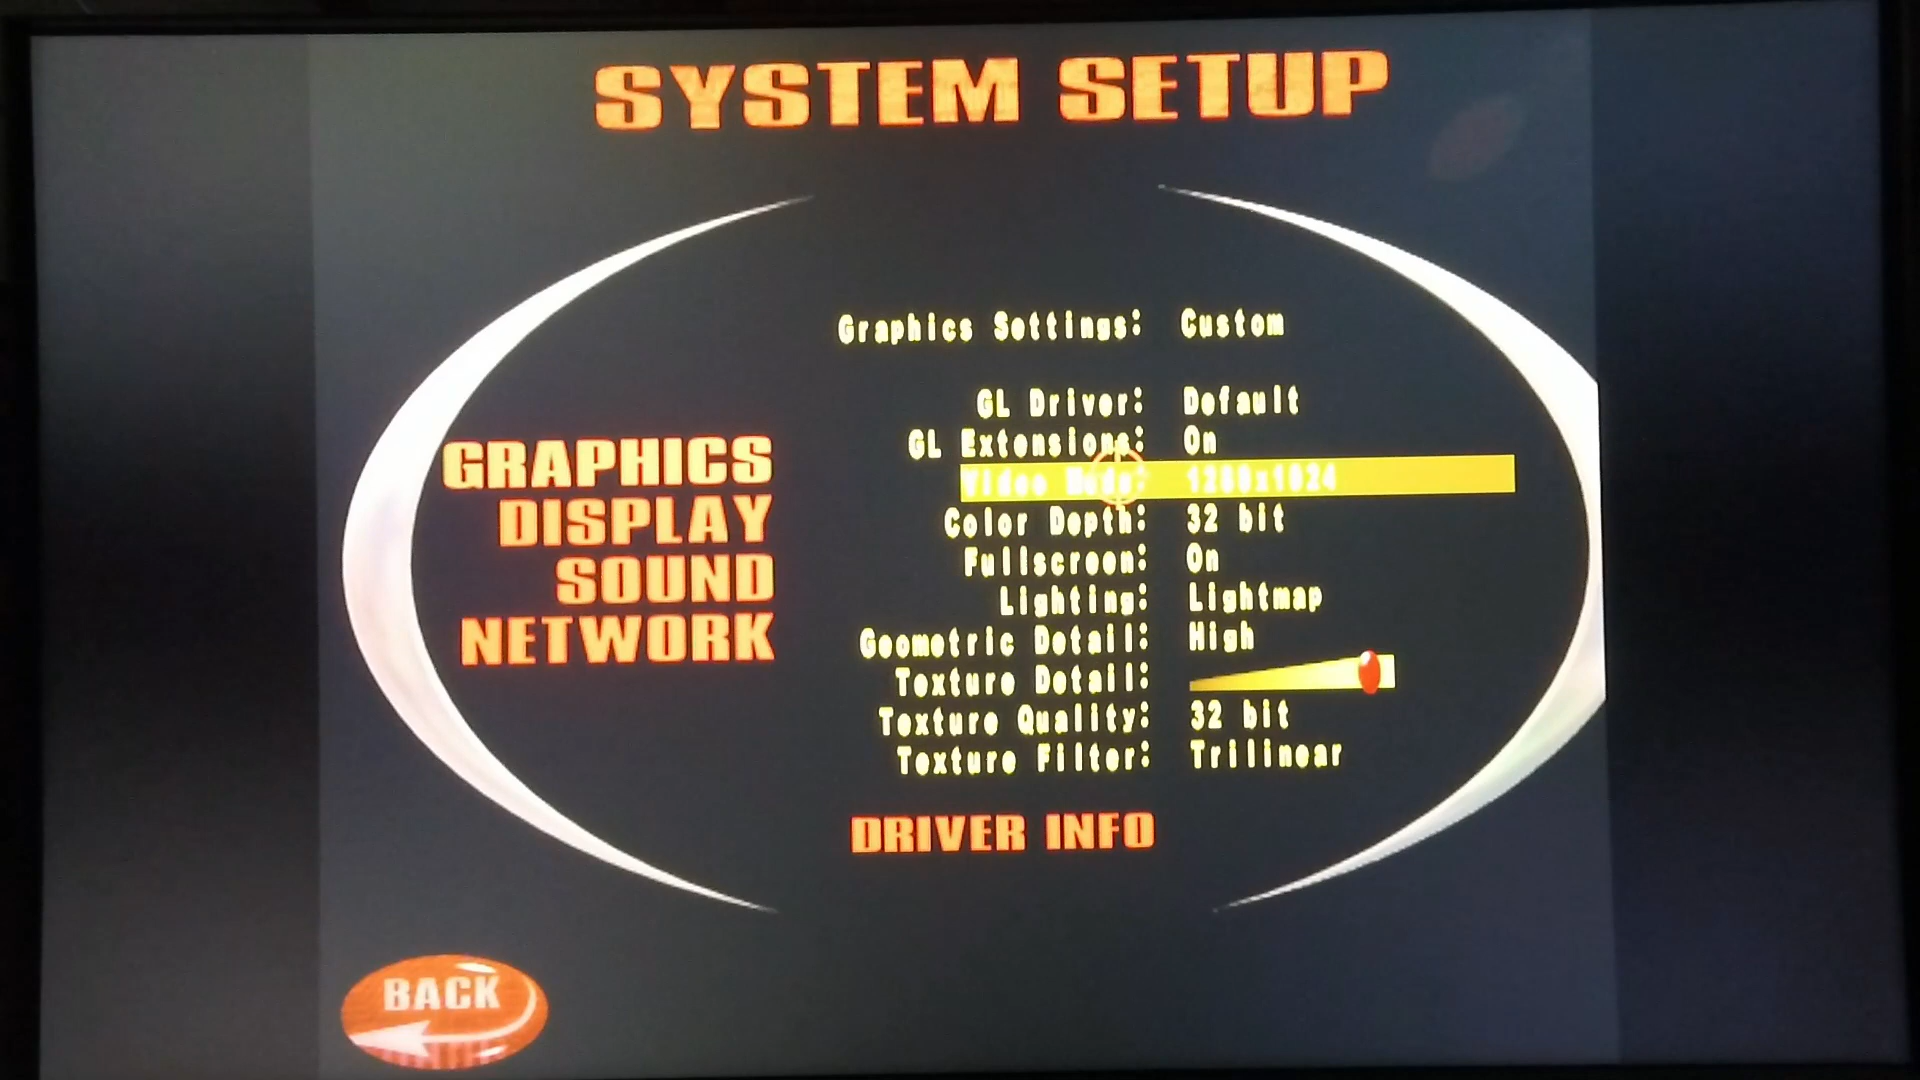 SYSTEM SETUP
Graphics Settings: Custom
GL Driver: Default
GL Extensions: On
Video Mode: 1280x1024
Color Depth: 32 bit
Fullscreen: On
Lighting: Lightmap
Geometric Detail: High
Texture Detail:
Texture Quality: 32 bit
Texture Filter: Trilinear
GRAPHICS
DISPLAY
SOUND
NETWORK
DRIVER INFO
BACK